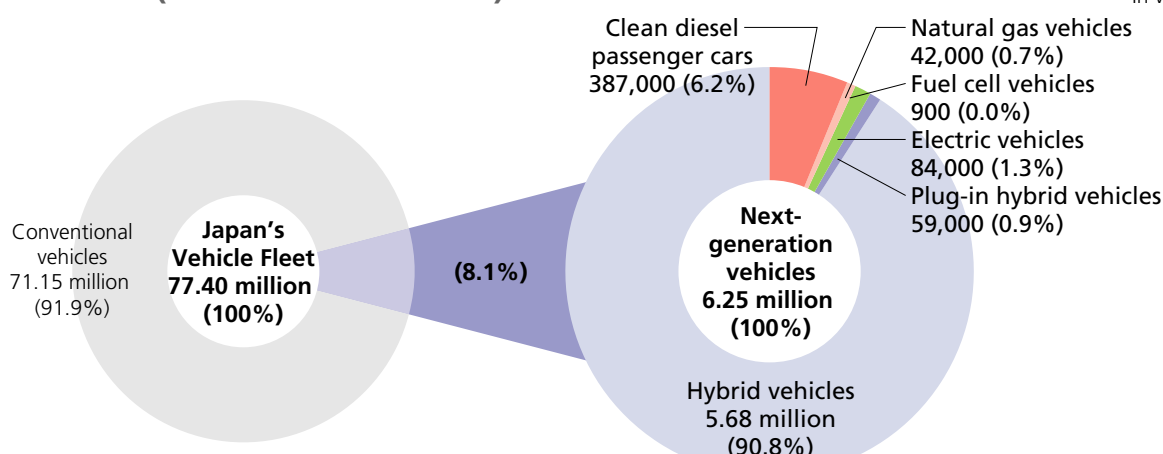 Clean diesel
passenger cars
387,000 (6.2%)
Natural gas vehicles
42,000 (0.7%)
Fuel cell vehicles
900 (0.0%)
Electric vehicles
84,000 (1.3%)
Plug-in hybrid vehicles
59,000 (0.9%)
Conventional
vehicles
71.15 million
(91.9%)
Japan's
Vehicle Fleet
77.40 million
(100%)
(8.1%)
Next-
generation
vehicles
6.25 million
(100%)
Hybrid vehicles
5.68 million
(90.8%)